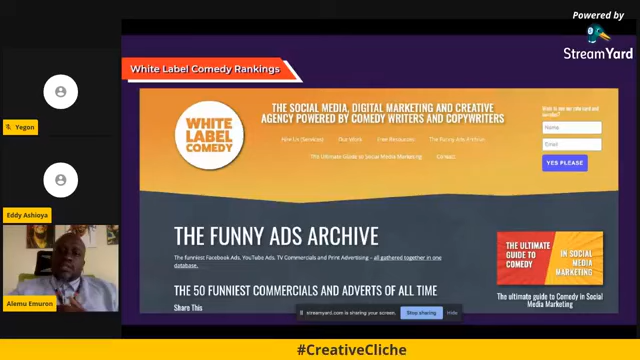 Powered by
StreamYard
White Label Comedy Rankings
WHITE
LABEL
COMEDY
THE SOCIAL MEDIA, DIGITAL MARKETING AND CREATIVE
AGENCY POWERED BY COMEDY WRITERS AND COPYWRITERS
Hire Us (Services)
Our store
Free Resources
The Funny Ads Archive
The Ultimate Guide to Social Media Marketing
Contact
Name
Email
YES PLEASE
Yegon
Eddy Ashioya
Alemu Emuron
THE FUNNY ADS ARCHIVE
The funniest Facebook Ads, YouTube Ads, TV Commercials and Print Advertising – all gathered together in one
database.
THE 50 FUNNIEST COMMERCIALS AND ADVERTS OF ALL TIME
Share This
THE ULTIMATE
GUIDE TO
COMEDY
IN SOCIAL
MEDIA
MARKETING
The ultimate guide to Comedy in Social
Media Marketing
streamyard.com is sharing your screen.
Stop sharing
Hide
#CreativeCliche